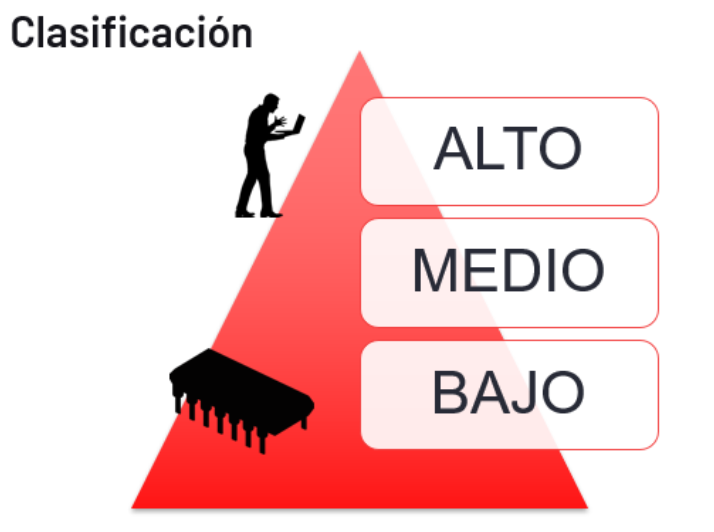 Clasificación
ALTO
MEDIO
BAJO